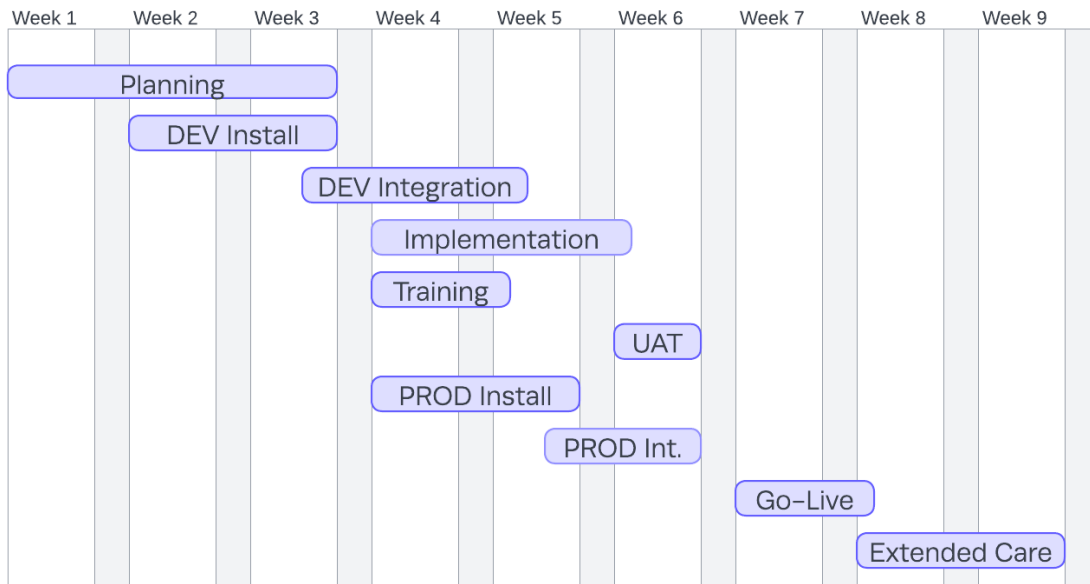 Week 1 Week 2 Week 3 Week 4 Week 5 Week 6 Week 7 Week 8 Week 9
Planning
DEV Install
DEV Integration
Implementation
Training
UAT
PROD Install
PROD Int.
Go-Live
Extended Care